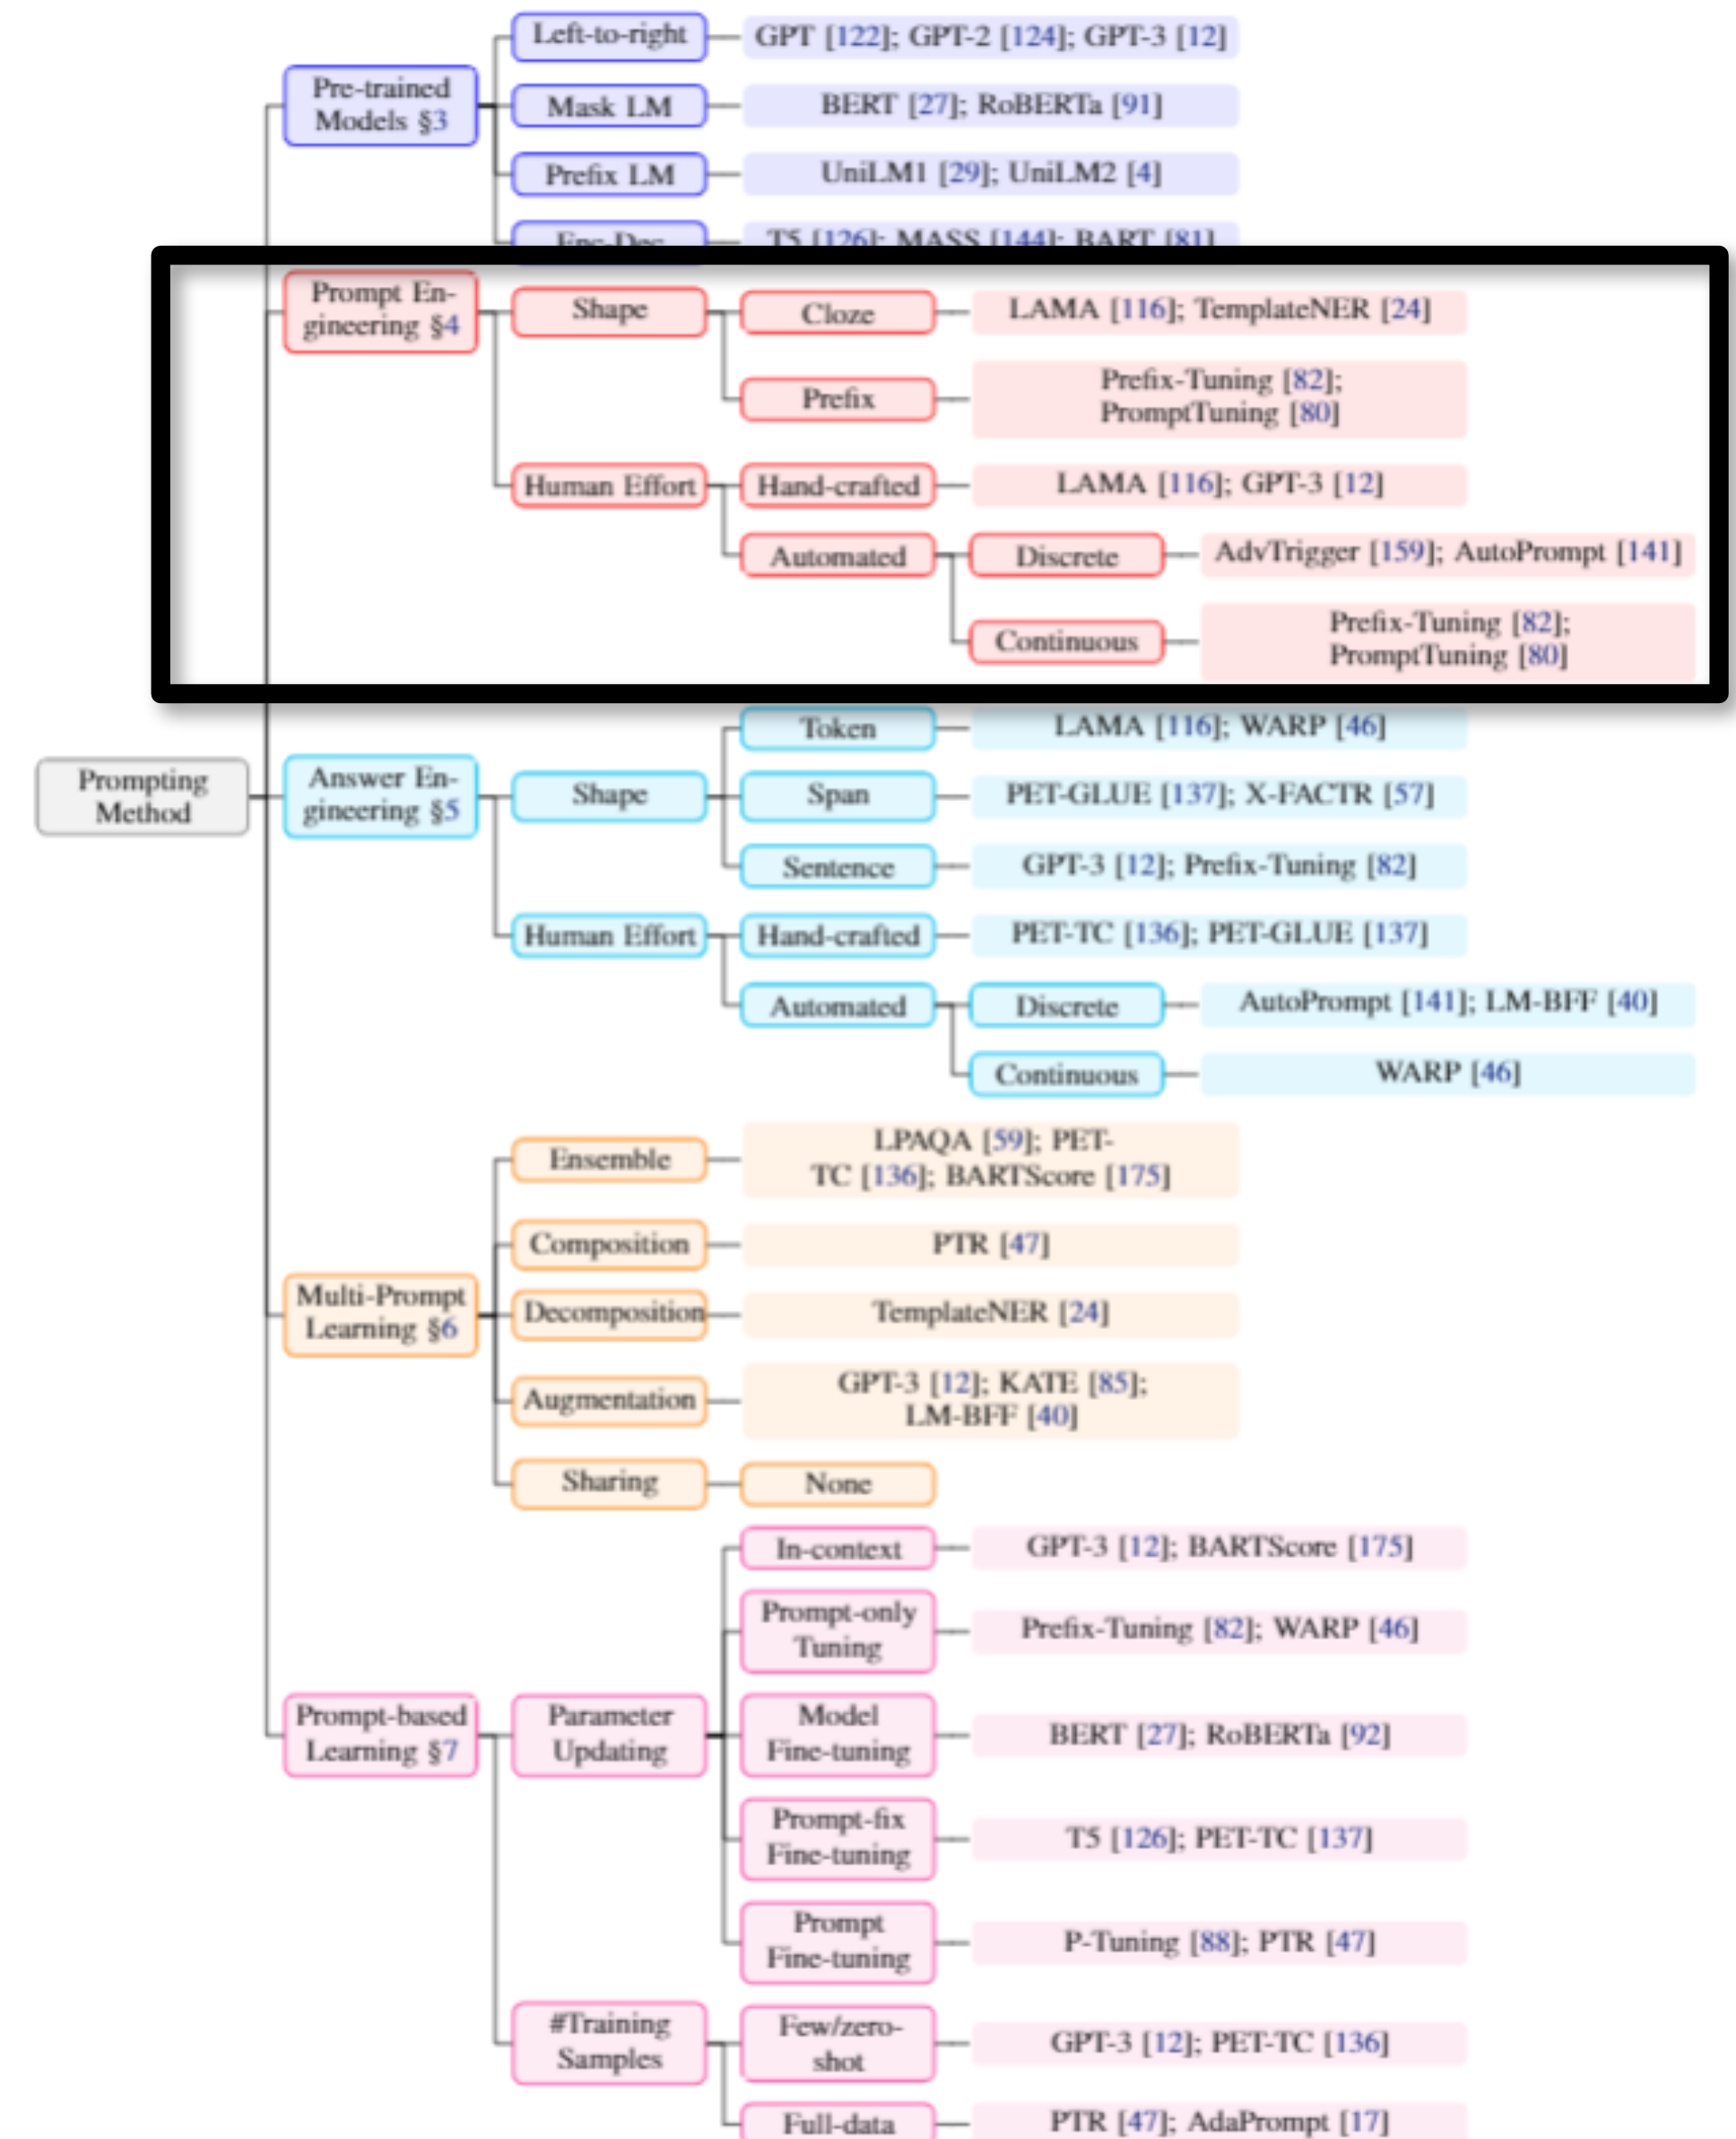 Left-to-right
GPT [122]; GPT-2 [124]; GPT-3 [12]
Pre-trained
Models §3
Mask LM
BERT [27]; RoBERTa [91]
Prefix LM
UniLM1 [29]; UniLM2 [4]
Enc-Dec
T5 [126]; MASS [144]; BART [81]
Prompt En-
gineering §4
Shape
Cloze
LAMA [116]; TemplateNER [24]
Prefix
Prefix-Tuning [82];
PromptTuning [80]
Human Effort
Hand-crafted
LAMA [116]; GPT-3 [12]
Automated
Discrete
AdvTrigger [159]; AutoPrompt [141]
Continuous
Prefix-Tuning [82];
PromptTuning [80]
Prompting
Method
Answer En-
gineering §5
Shape
Token
LAMA [116]; WARP [46]
Span
PET-GLUE [137]; X-FACTR [57]
Sentence
GPT-3 [12]; Prefix-Tuning [82]
Human Effort
Hand-crafted
PET-TC [136]; PET-GLUE [137]
Automated
Discrete
AutoPrompt [141]; LM-BFF [40]
Continuous
WARP [46]
Multi-Prompt
Learning §6
Ensemble
LPAQA [59]; PET-
TC [136]; BARTScore [175]
Composition
PTR [47]
Decomposition
TemplateNER [24]
Augmentation
GPT-3 [12]; KATE [85];
LM-BFF [40]
Sharing
None
Prompt-based
Learning §7
Parameter
Updating
In-context
GPT-3 [12]; BARTScore [175]
Prompt-only
Tuning
Prefix-Tuning [82]; WARP [46]
Model
Fine-tuning
BERT [27]; RoBERTa [92]
Prompt-fix
Fine-tuning
T5 [126]; PET-TC [137]
Prompt
Fine-tuning
P-Tuning [88]; PTR [47]
#Training
Samples
Few/zero-
shot
GPT-3 [12]; PET-TC [136]
Full-data
PTR [47]; AdaPrompt [17]